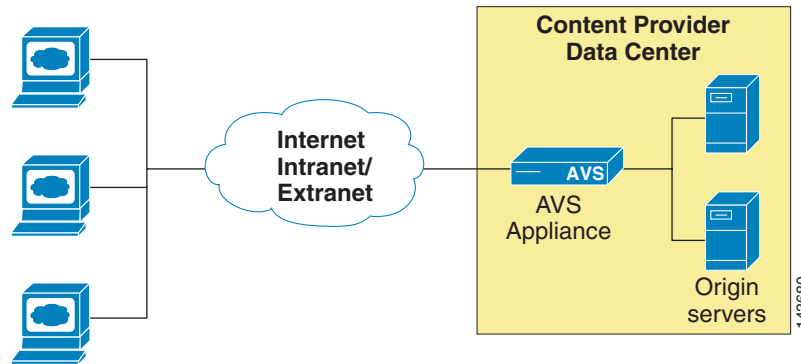 Content Provider
Data Center
Internet
Intranet/
Extranet
AVS
AVS
Appliance
Origin
servers